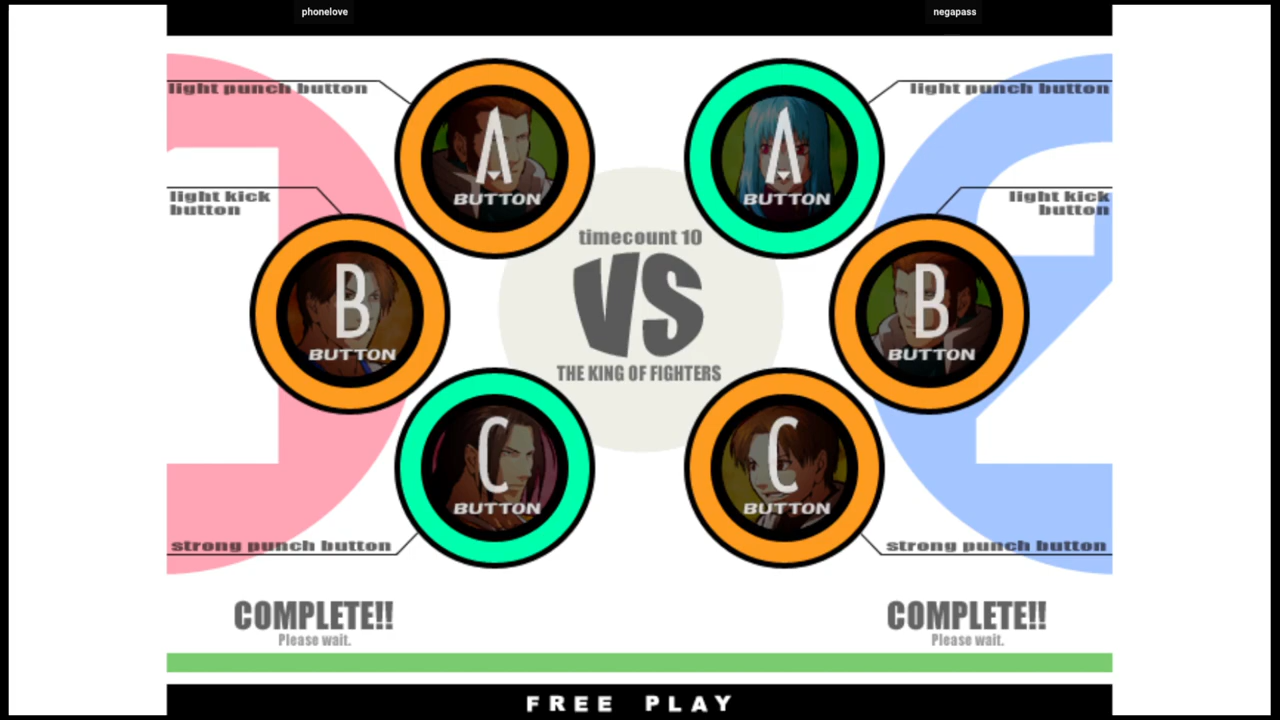 phonelove
negapass
light punch button
light punch button
A
BUTTON
A
BUTTON
light kick
button
light kick
button
timecount 10
VS
THE KING OF FIGHTERS
B
BUTTON
B
BUTTON
C
BUTTON
C
BUTTON
strong punch button
strong punch button
COMPLETE!!
Please wait.
COMPLETE!!
Please wait.
FREE PLAY